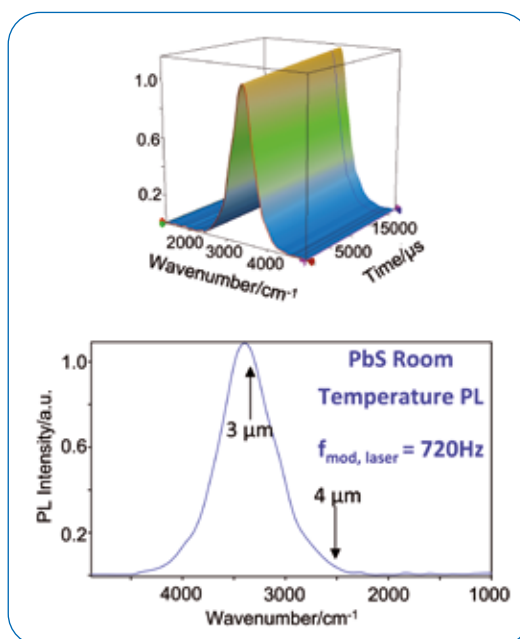 1.0
0.6
0.2
2000
3000
4000
Wavenumber/cm⁻¹
5000
15000
Time/µs
PbS Room
Temperature PL
f mod, laser = 720Hz
1.0
0.6
0.2
PL Intensity/a.u.
3 µm
4 µm
4000 3000 2000 1000
Wavenumber/cm⁻¹